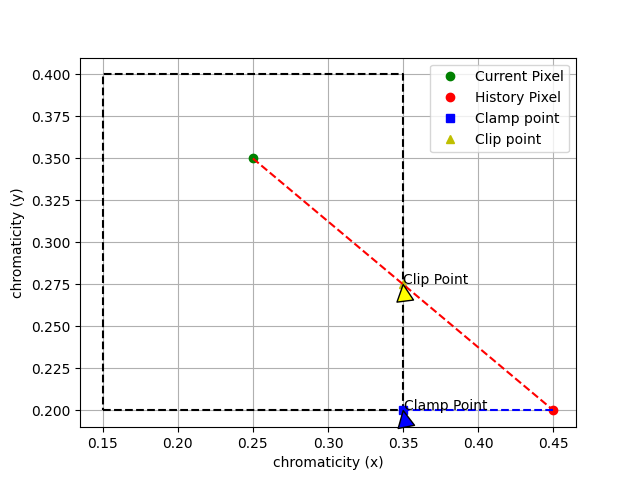 0.400
0.375
0.350
0.325
0.300
0.275
0.250
0.225
0.200
chromaticity (y)
Current Pixel
History Pixel
Clamp point
Clip point
Clip Point
Clamp Point
0.15 0.20 0.25 0.30 0.35 0.40 0.45
chromaticity (x)